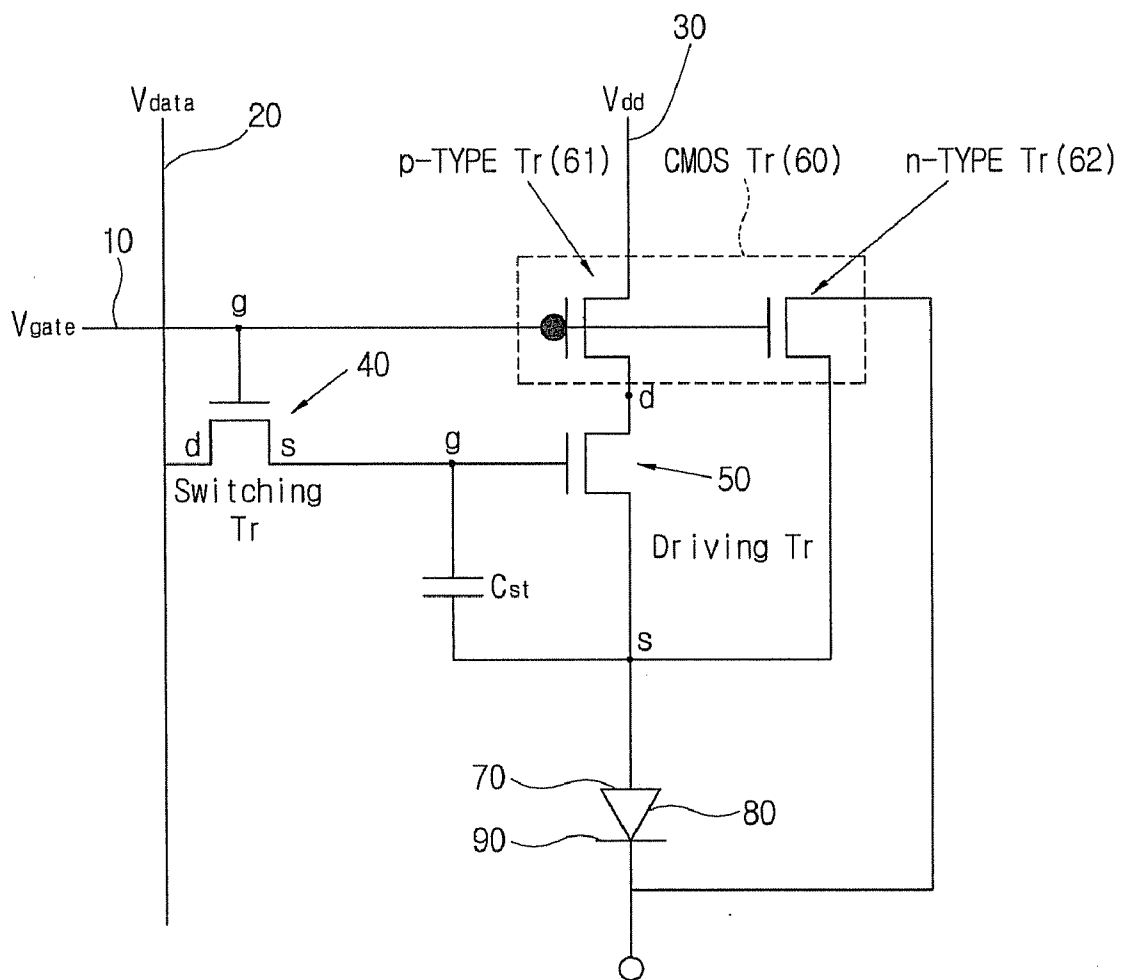 30
Vdata
20
Vdd
p-TYPE Tr(61)
CMOS Tr(60)
n-TYPE Tr(62)
10
g
Vgate
40
d
d
s
g
50
Switching
Tr
Driving Tr
Cst
s
70
80
90